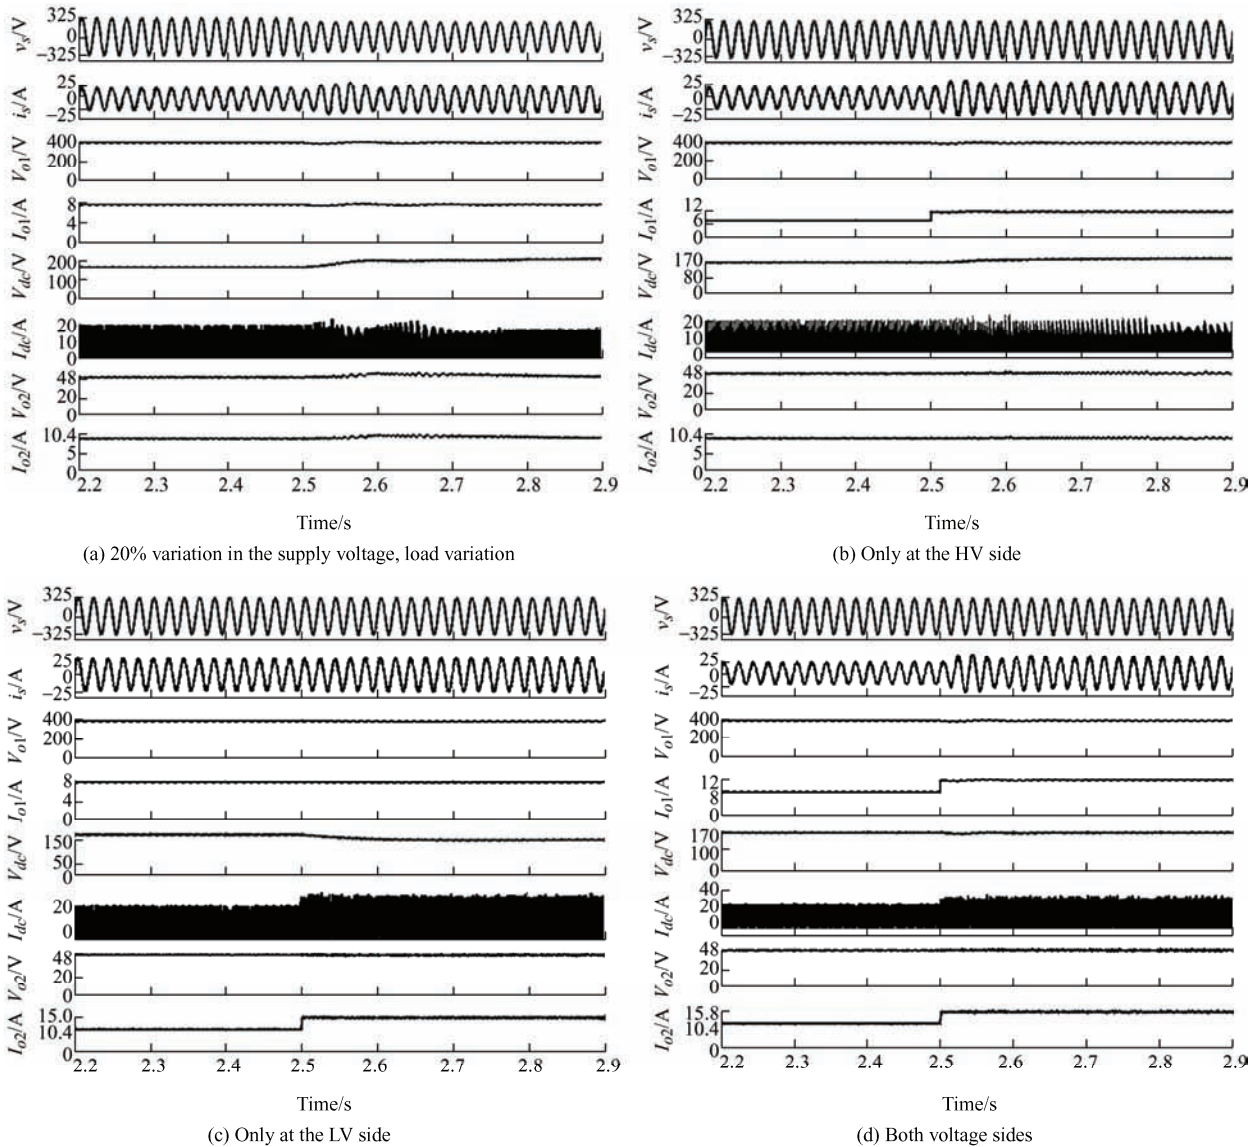 325
0
−325
vs/V
25
0
−25
is/A
400
200
0
Vo1/V
8
4
0
Io1/A
200
100
0
Vdc/V
20
10
0
Idc/A
48
20
0
Vo2/V
10.4
5
0
Io2/A
2.2 2.3 2.4 2.5 2.6 2.7 2.8 2.9
Time/s
(a) 20% variation in the supply voltage, load variation
325
0
−325
vs/V
25
0
−25
is/A
400
200
0
Vo1/V
12
6
0
Io1/A
170
80
0
Vdc/V
20
10
0
Idc/A
48
20
0
Vo2/V
10.4
5
0
Io2/A
2.2 2.3 2.4 2.5 2.6 2.7 2.8 2.9
Time/s
(b) Only at the HV side
325
0
−325
vs/V
25
0
−25
is/A
400
200
0
Vo1/V
8
4
0
Io1/A
150
50
0
Vdc/V
20
0
Idc/A
48
20
0
Vo2/V
15.0
10.4
0
Io2/A
2.2 2.3 2.4 2.5 2.6 2.7 2.8 2.9
Time/s
(c) Only at the LV side
325
0
−325
vs/V
25
0
−25
is/A
400
200
0
Vo1/V
12
8
0
Io1/A
170
100
0
Vdc/V
40
20
0
Idc/A
48
20
0
Vo2/V
15.8
10.4
0
Io2/A
2.2 2.3 2.4 2.5 2.6 2.7 2.8 2.9
Time/s
(d) Both voltage sides